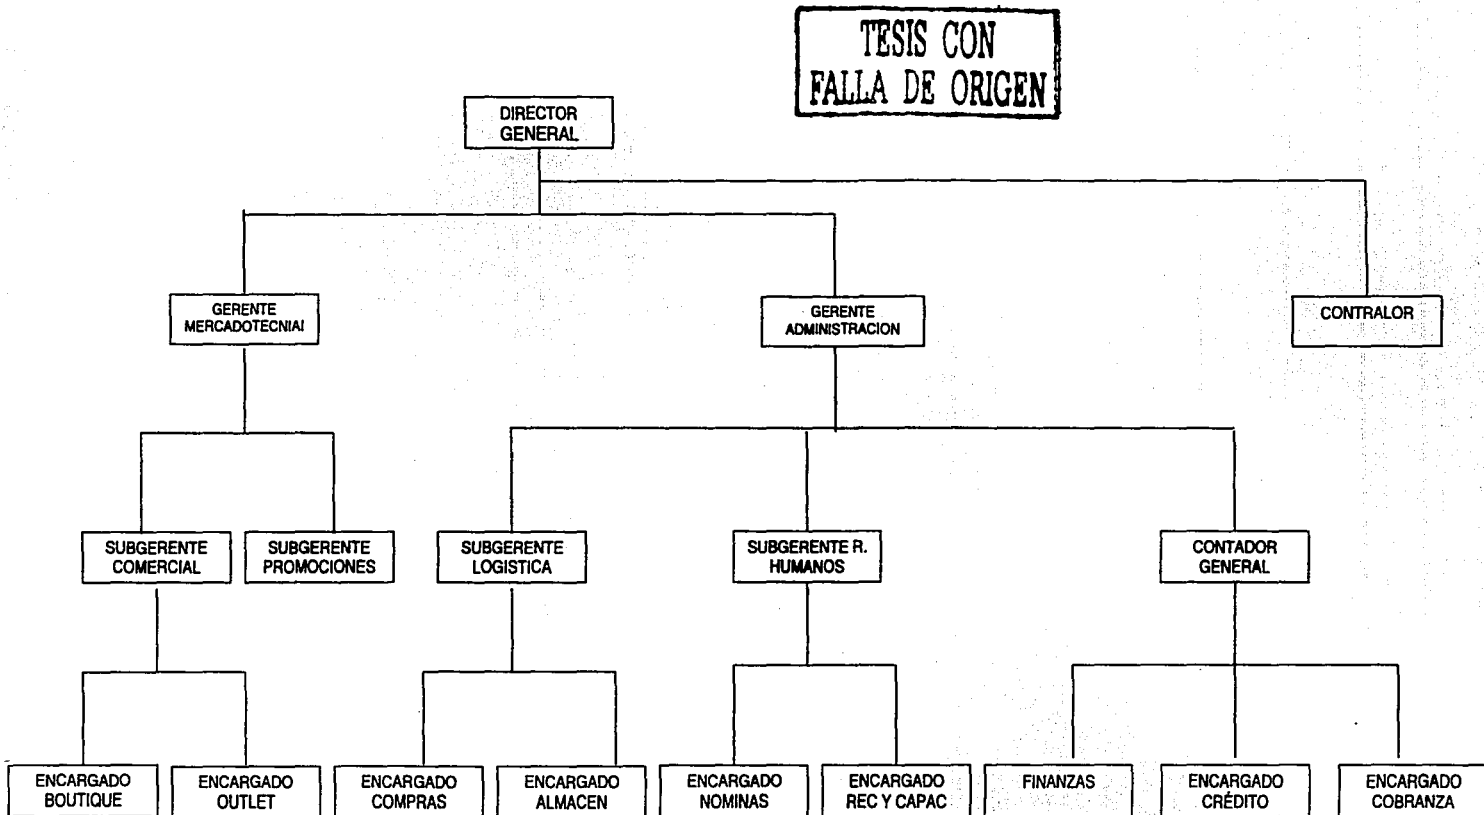 TESIS CON
FALLA DE ORIGEN
DIRECTOR
GENERAL
GERENTE
MERCADOTECNIAI
GERENTE
ADMINISTRACION
CONTRALOR
SUBGERENTE
COMERCIAL
SUBGERENTE
PROMOCIONES
SUBGERENTE
LOGISTICA
SUBGERENTE R.
HUMANOS
CONTADOR
GENERAL
ENCARGADO
BOUTIQUE
ENCARGADO
OUTLET
ENCARGADO
COMPRAS
ENCARGADO
ALMACEN
ENCARGADO
NOMINAS
ENCARGADO
REC Y CAPAC
FINANZAS
ENCARGADO
CRÉDITO
ENCARGADO
COBRANZA